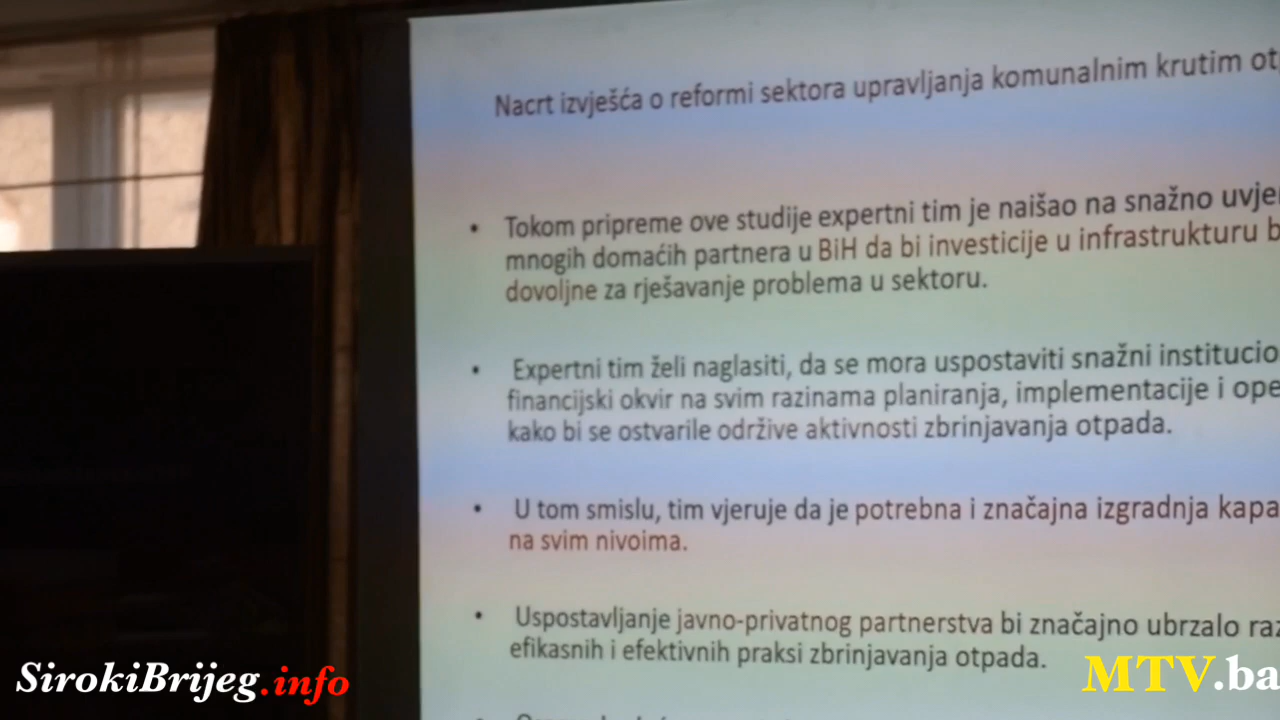 Nacrt izvješća o reformi sektora upravljanja komunalnim krutim
• Tokom pripreme ove studije expertni tim je naišao na snažno
mnogih domaćih partnera u BiH da bi investicije u infrastrukturu
dovoljne za rješavanje problema u sektoru.
• Expertni tim želi naglasiti, da se mora uspostaviti snažni
financijski okvir na svim razinama planiranja, implementacije i
kako bi se ostvarile održive aktivnosti zbrinjavanja otpada.
• U tom smislu, tim vjeruje da je potrebna i značajna izgradnja
na svim nivoima.
• Uspostavljanje javno-privatnog partnerstva bi značajno ubrzalo
efikasnih i efektivnih praksi zbrinjavanja otpada.
SirokiBrijeg.info
MTV.ba